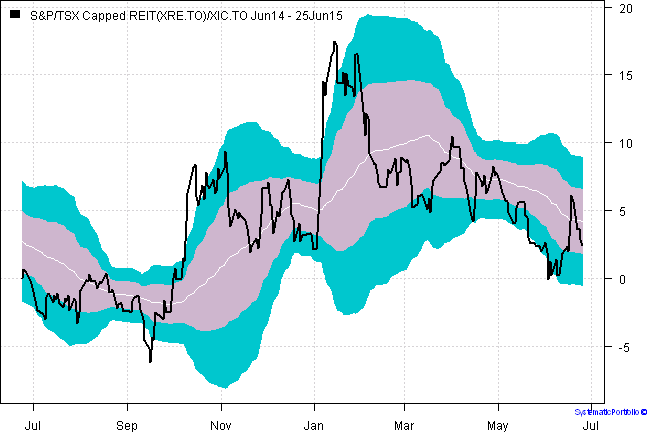 S&P/TSX Capped REIT(XRE.TO)/XIC.TO Jun14 - 25Jun15
20
15
10
5
0
-5
Jul Sep Nov Jan Mar May Jul
SystematicPortfolio ©